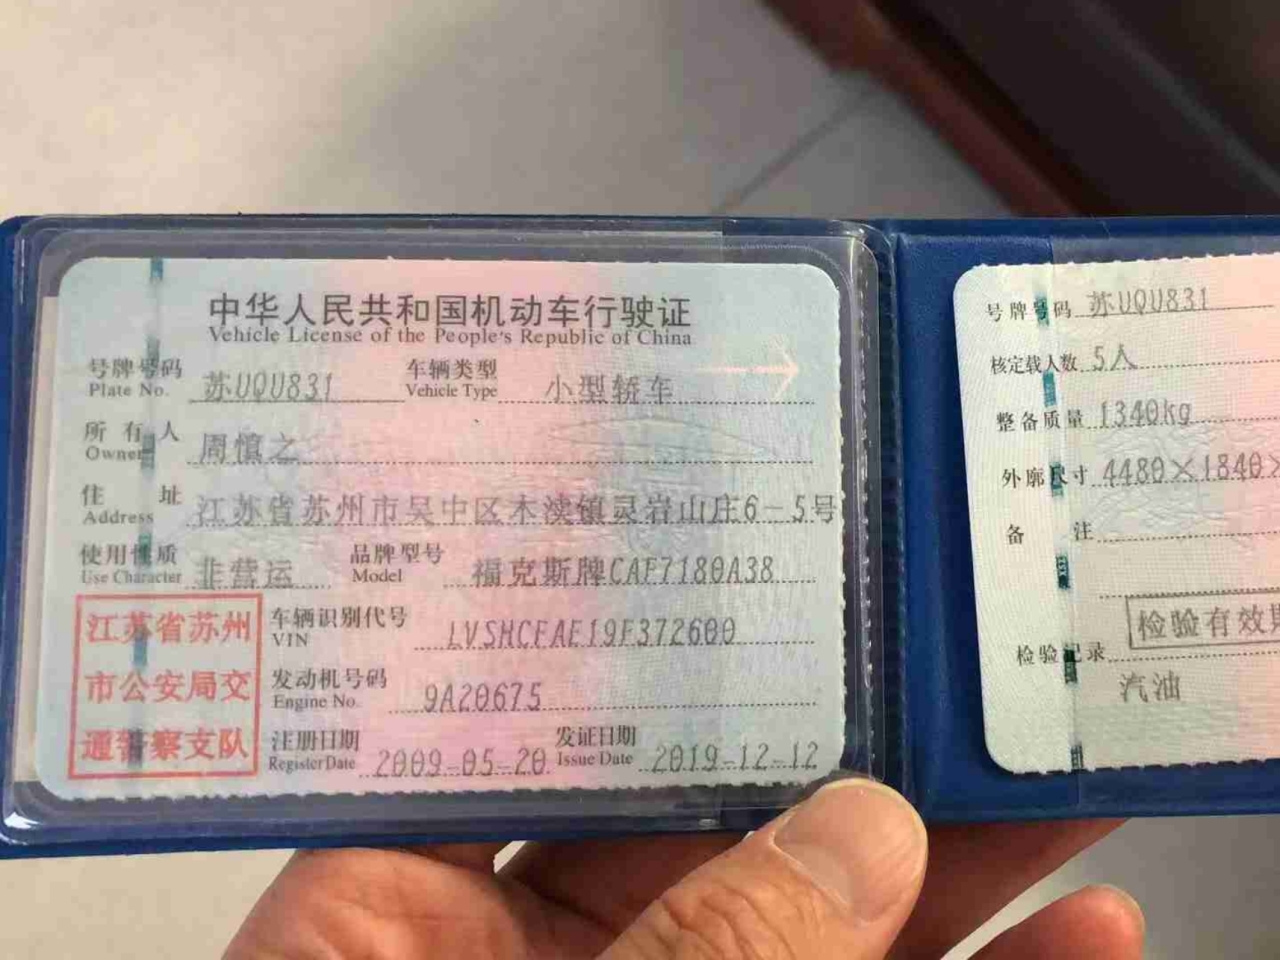 中华人民共和国机动车行驶证
Vehicle License of the People's Republic of China
号牌号码 苏UQU831 车辆类型 小型轿车
Plate No. Vehicle Type
所有人 周慎之
Owner
住址 江苏省苏州市吴中区木渎镇灵岩山庄6-5号
Address
使用性质 非营运 品牌型号 福克斯牌CAF7180A38
Use Character Model
江苏省苏州
市公安局交
通警察支队
车辆识别代号 LVSHCFAE19F372600
VIN
发动机号码 9A20675
Engine No.
注册日期 2009-05-20 发证日期 2019-12-12
Register Date Issue Date
号牌号码 苏UQU831
核定载人数 5人
整备质量 1340kg
外廓尺寸 4480×1840×
备注
检验有效期
检验记录
汽油